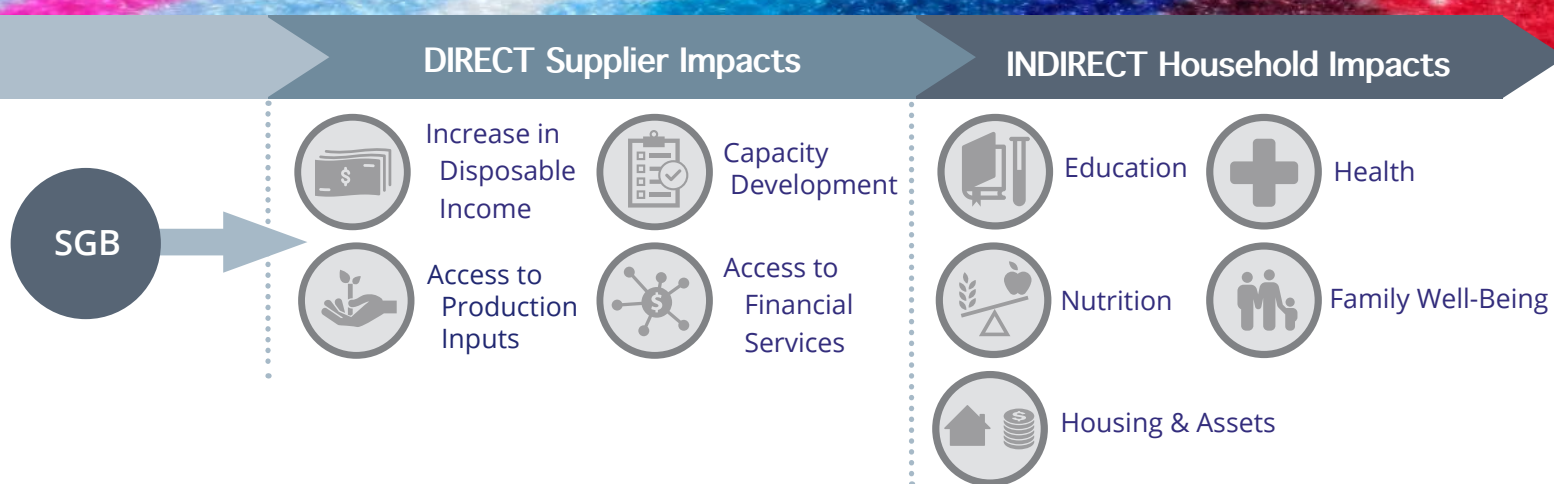 DIRECT Supplier Impacts
INDIRECT Household Impacts
SGB
Increase in
Disposable
Income
Capacity
Development
Access to
Production
Inputs
Access to
Financial
Services
Education
Health
Nutrition
Family Well-Being
Housing & Assets